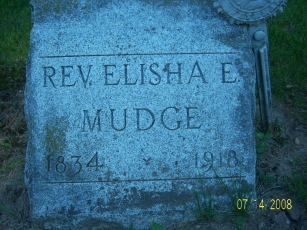 REV. ELISHA E.
MUDGE
1834 1918
07 14 2008